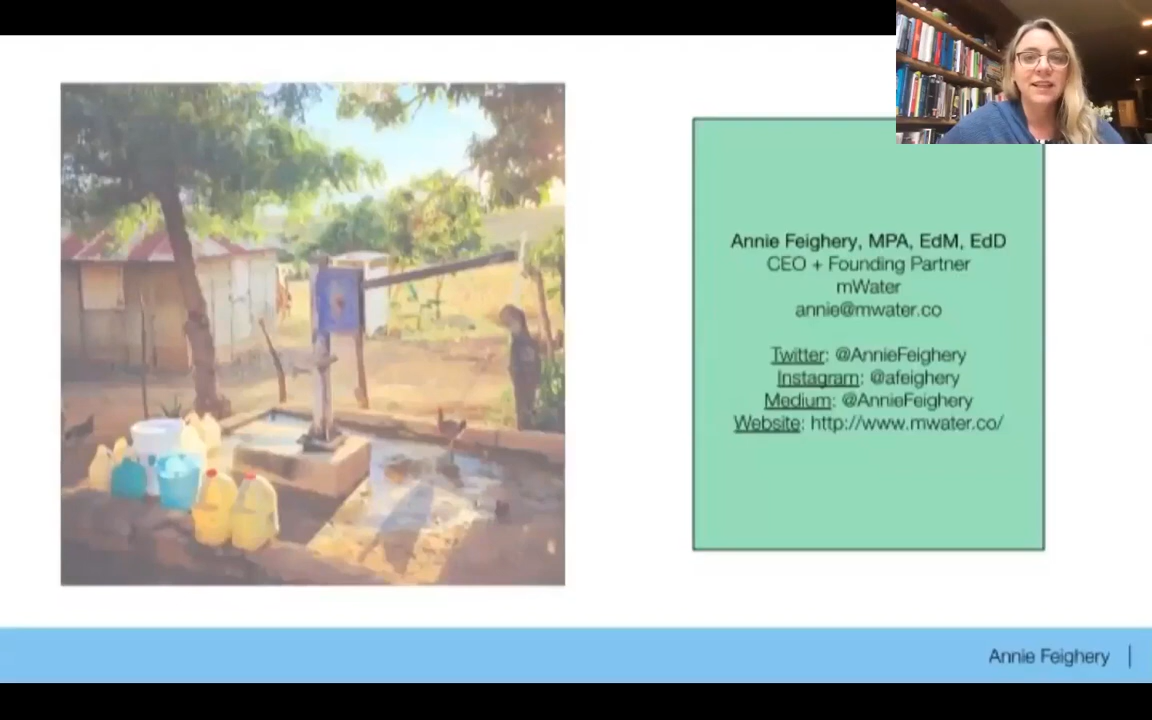 Annie Feighery, MPA, EdM, EdD
CEO + Founding Partner
mWater
annie@mwater.co
Twitter: @AnnieFeighery
Instagram: @afeighery
Medium: @AnnieFeighery
Website: http://www.mwater.co/
Annie Feighery |